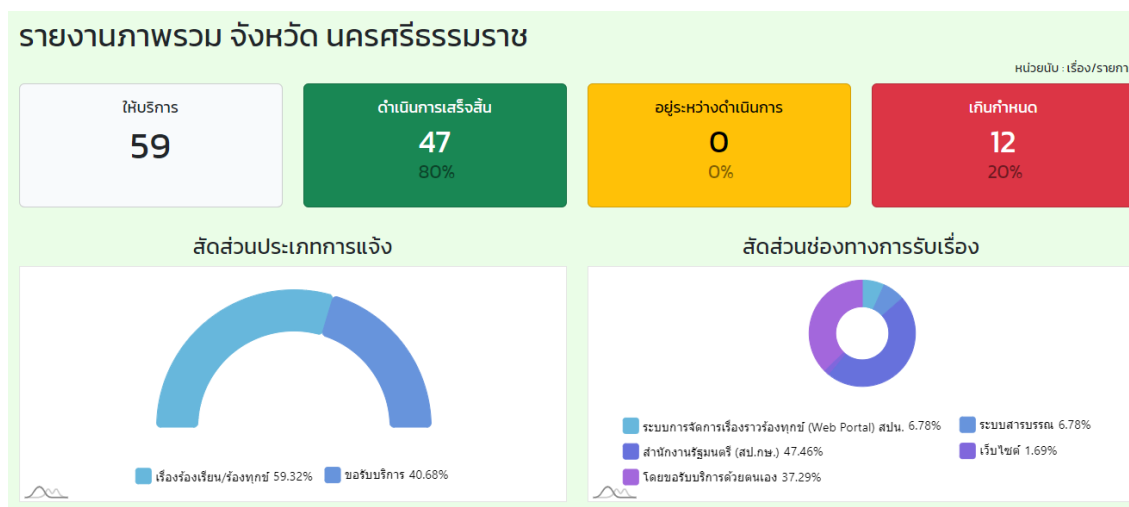 รายงานภาพรวม จังหวัด นครศรีธรรมราช
หน่วยนับ : เรื่อง/รายกา
ให้บริการ
59
ดำเนินการเสร็จสิ้น
47
80%
อยู่ระหว่างดำเนินการ
0
0%
เกินกำหนด
12
20%
สัดส่วนประเภทการแจ้ง
เรื่องร้องเรียน/ร้องทุกข์ 59.32% ขอรับบริการ 40.68%
สัดส่วนช่องทางการรับเรื่อง
ระบบการจัดการเรื่องราวร้องทุกข์ (Web Portal) สปน. 6.78% ระบบสารบรรณ 6.78%
สำนักงานรัฐมนตรี (สป.กษ.) 47.46% เว็บไซต์ 1.69%
โดยขอรับบริการด้วยตนเอง 37.29%